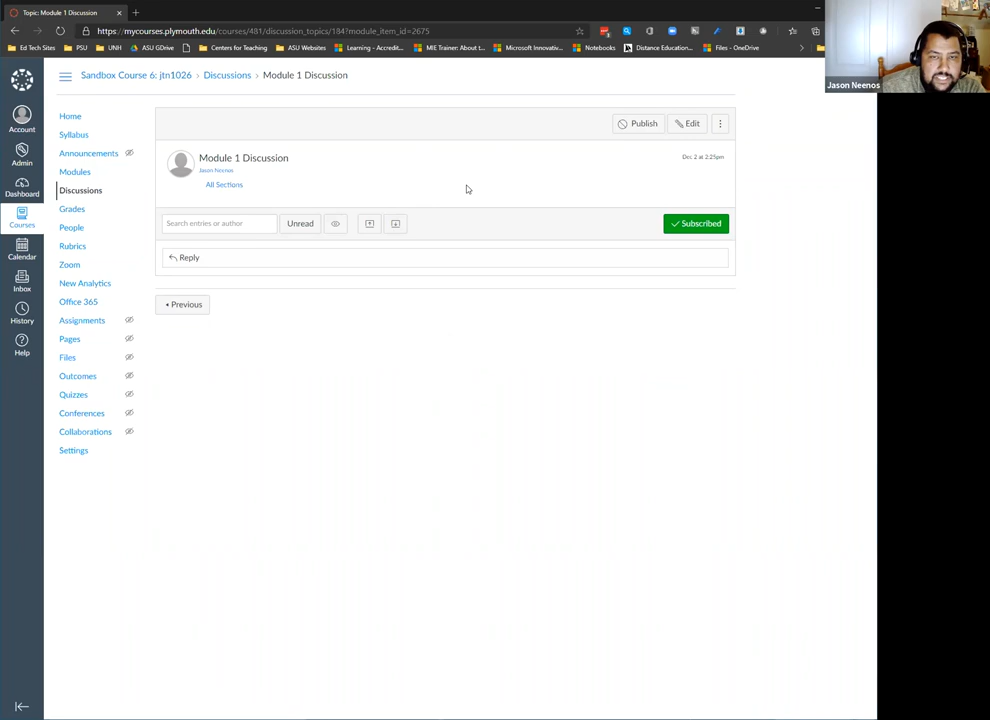 Topic: Module 1 Discussion
https://mycourses.plymouth.edu/courses/481/discussion_topics/184?module_item_id=2675
Ed Tech Sites PSU UNH ASU GDrive Centers for Teaching ASU Websites Learning - Accredit... MIE Trainer: About t... Microsoft Innovativ... Notebooks Distance Education... Files - OneDrive
Jason Neenos
Sandbox Course 6: jtn1026 > Discussions > Module 1 Discussion
Account
Admin
Dashboard
Courses
Calendar
Inbox
History
Help
Home
Syllabus
Announcements
Modules
Discussions
Grades
People
Rubrics
Zoom
New Analytics
Office 365
Assignments
Pages
Files
Outcomes
Quizzes
Conferences
Collaborations
Settings
Publish Edit
Module 1 Discussion
Dec 2 at 2:25pm
Jason Neenos
All Sections
Search entries or author Unread Subscribed
Reply
Previous